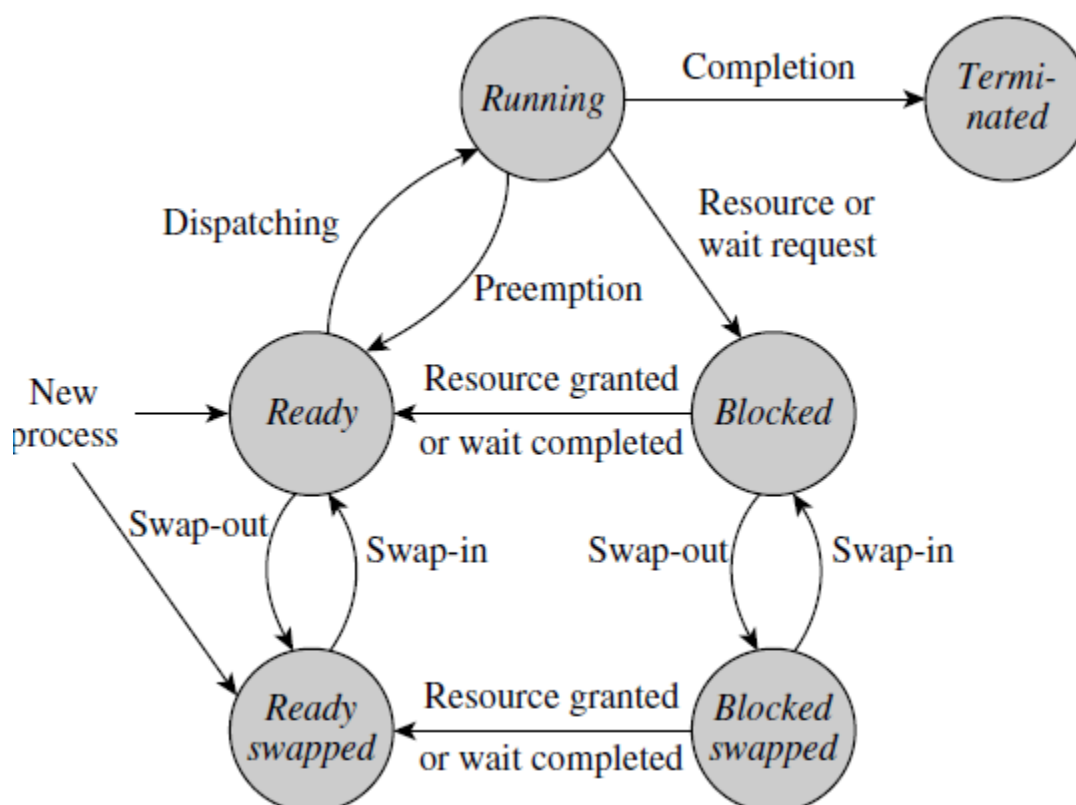 Completion
Running
Termi-
nated
Resource or
wait request
Dispatching
Preemption
New
process
Ready
Resource granted
or wait completed
Blocked
Swap-out
Swap-in
Swap-out
Swap-in
Ready
swapped
Resource granted
or wait completed
Blocked
swapped